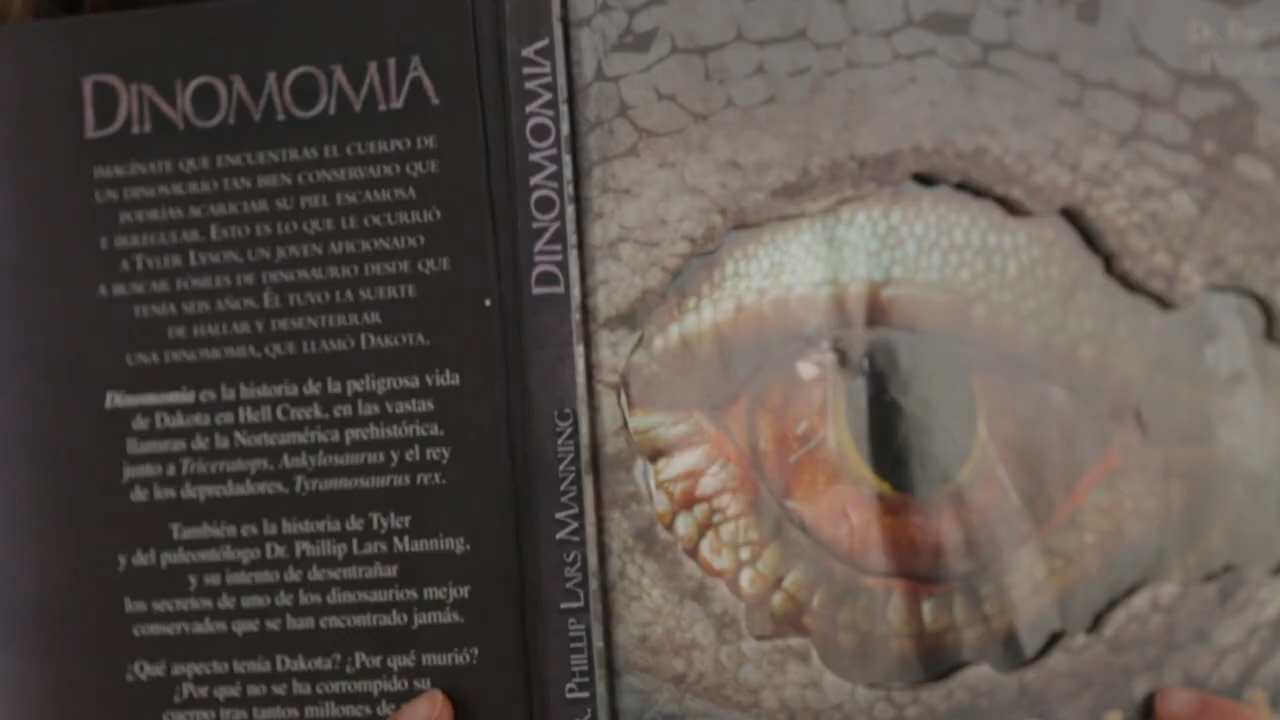 DINOMOMIA
IMAGÍNATE QUE ENCUENTRAS EL CUERPO DE
UN DINOSAURIO TAN BIEN CONSERVADO QUE
PODRÍAS ACARICIAR SU PIEL ESCAMOSA
E IRREGULAR. ESTO ES LO QUE LE OCURRIÓ
A TYLER LYSON, UN JOVEN AFICIONADO
A BUSCAR FÓSILES DE DINOSAURIO DESDE QUE
TENÍA SEIS AÑOS. ÉL TUVO LA SUERTE
DE HALLAR Y DESENTERRAR
UNA DINOMOMIA, QUE LLAMÓ DAKOTA.
Dinomomia es la historia de la peligrosa vida
de Dakota en Hell Creek, en las vastas
llanuras de la Norteamérica prehistórica,
junto a Triceratops, Ankylosaurus y el rey
de los depredadores, Tyrannosaurus rex.
También es la historia de Tyler
y del paleontólogo Dr. Phillip Lars Manning,
y su intento de desentrañar
los secretos de uno de los dinosaurios mejor
conservados que se han encontrado jamás.
¿Qué aspecto tenía Dakota? ¿Por qué murió?
¿Por qué no se ha corrompido su
cuerpo tras tantos millones de
DINOMOMIA
PHILLIP LARS MANNING